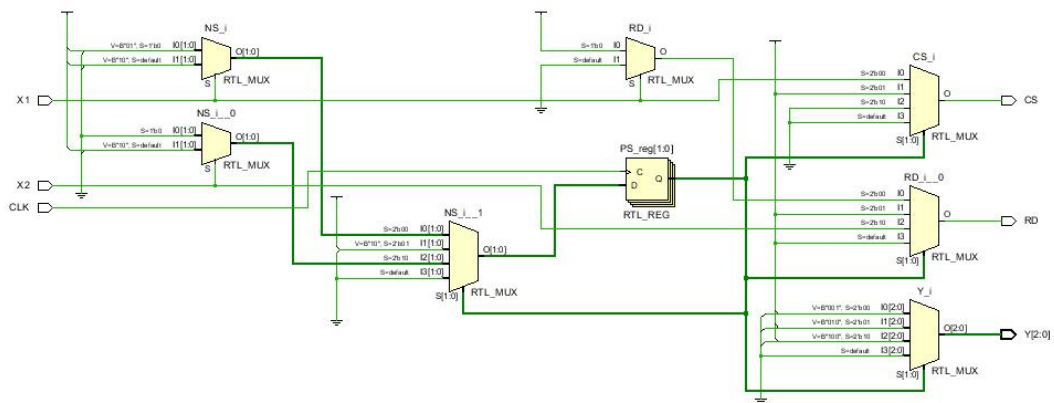 NS_i
V=B"01", S=1'b0 I0[1:0]
V=B"10", S=default I1[1:0]
O[1:0]
S
RTL_MUX
RD_i
S=1'b0 I0
S=default I1
O
S
RTL_MUX
CS_i
S=2'b00 I0
S=2'b01 I1
S=2'b10 I2
S=default I3
O
S[1:0]
RTL_MUX
X1
CS
NS_i__0
S=1'b0 I0[1:0]
V=B"10", S=default I1[1:0]
O[1:0]
S
RTL_MUX
X2
CLK
PS_reg[1:0]
C
D
Q
RTL_REG
RD_i__0
S=2'b00 I0
S=2'b01 I1
S=2'b10 I2
S=default I3
O
S[1:0]
RTL_MUX
RD
NS_i__1
S=2'b00 I0[1:0]
V=B"10", S=2'b01 I1[1:0]
S=2'b10 I2[1:0]
S=default I3[1:0]
O[1:0]
S[1:0]
RTL_MUX
Y_i
V=B"001", S=2'b00 I0[2:0]
V=B"010", S=2'b01 I1[2:0]
V=B"100", S=2'b10 I2[2:0]
S=default I3[2:0]
O[2:0]
S[1:0]
RTL_MUX
Y[2:0]